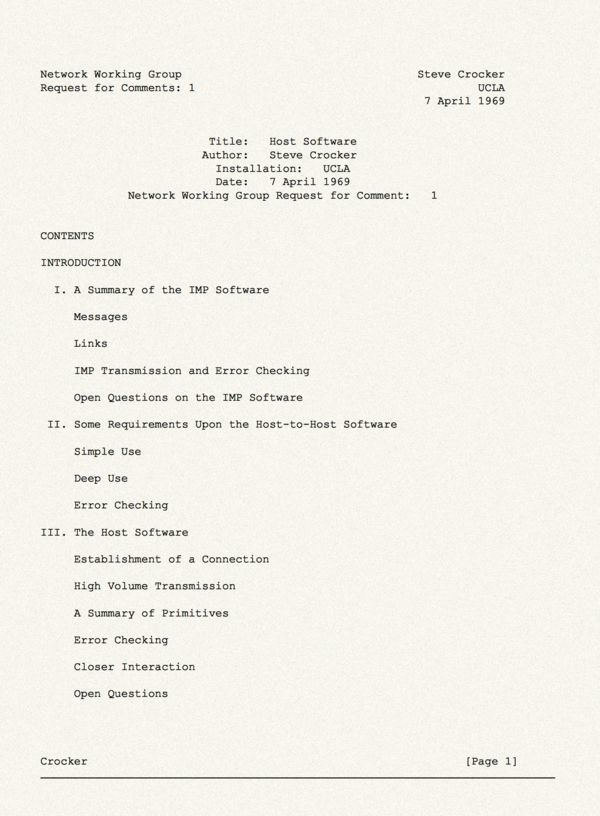 Network Working Group Steve Crocker
Request for Comments: 1 UCLA
7 April 1969
Title: Host Software
Author: Steve Crocker
Installation: UCLA
Date: 7 April 1969
Network Working Group Request for Comment: 1
CONTENTS
INTRODUCTION
I. A Summary of the IMP Software
Messages
Links
IMP Transmission and Error Checking
Open Questions on the IMP Software
II. Some Requirements Upon the Host-to-Host Software
Simple Use
Deep Use
Error Checking
III. The Host Software
Establishment of a Connection
High Volume Transmission
A Summary of Primitives
Error Checking
Closer Interaction
Open Questions
Crocker [Page 1]